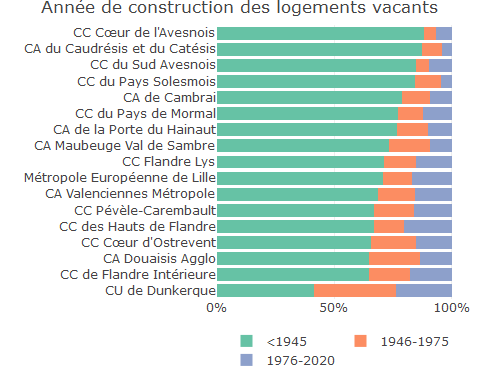 Année de construction des logements vacants
CC Cœur de l'Avesnois
CA du Caudrésis et du Catésis
CC du Sud Avesnois
CC du Pays Solesmois
CA de Cambrai
CC du Pays de Mormal
CA de la Porte du Hainaut
CA Maubeuge Val de Sambre
CC Flandre Lys
Métropole Européenne de Lille
CA Valenciennes Métropole
CC Pévèle-Carembault
CC des Hauts de Flandre
CC Cœur d'Ostrevent
CA Douaisis Agglo
CC de Flandre Intérieure
CU de Dunkerque
0% 50% 100%
<1945 1946-1975
1976-2020